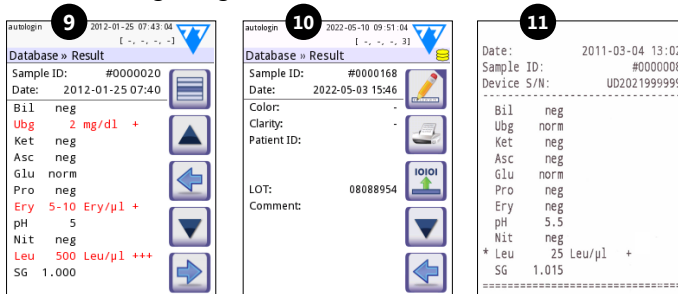 9
autologin 2012-01-25 07:43:04
[ -, -, -, -]
Database » Result
Sample ID: #0000020
Date: 2012-01-25 07:40
Bil neg
Ubg 2 mg/dl +
Ket neg
Asc neg
Glu norm
Pro neg
Ery 5-10 Ery/µl +
pH 5
Nit neg
Leu 500 Leu/µl +++
SG 1.000
10
autologin 2022-05-10 09:51:04
[ -, -, -, 3]
Database » Result
Sample ID: #0000168
Date: 2022-05-03 15:46
Color: -
Clarity: -
Patient ID:
IOIOI
LOT: 08088954
Comment:
11
Date: 2011-03-04 13:02
Sample ID: #0000008
Device S/N: UD2021999999
Bil neg
Ubg norm
Ket neg
Asc neg
Glu norm
Pro neg
Ery neg
pH 5.5
Nit neg
* Leu 25 Leu/µl +
SG 1.015
==============================